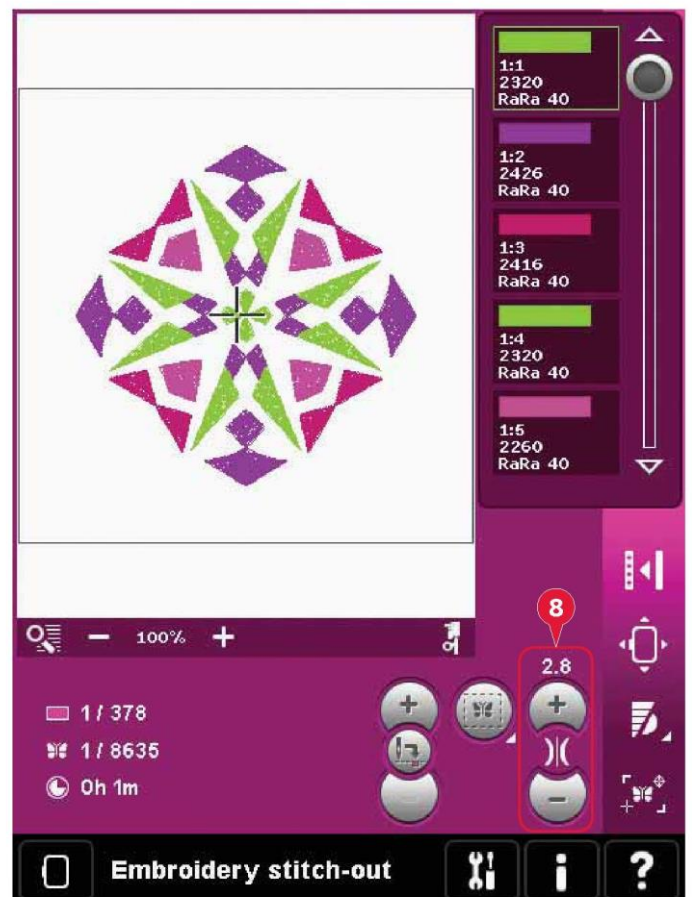 1:1
2320
RaRa 40
1:2
2426
RaRa 40
1:3
2416
RaRa 40
1:4
2320
RaRa 40
1:5
2260
RaRa 40
8
2.8
100%
1 / 378
1 / 8635
0h 1m
Embroidery stitch-out
i
?